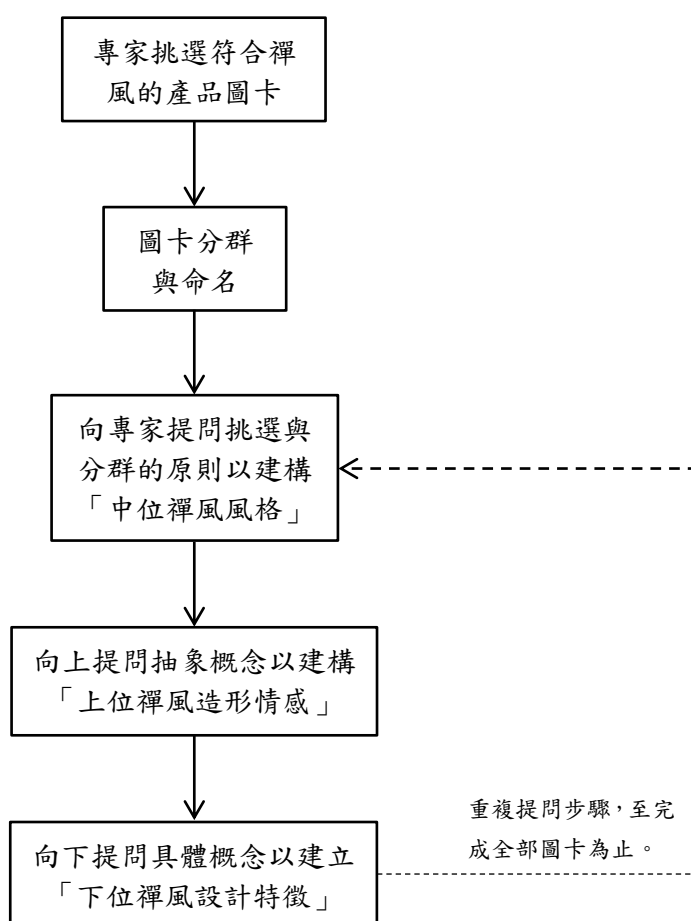 專家挑選符合禪
風的產品圖卡
圖卡分群
與命名
向專家提問挑選與
分群的原則以建構
「中位禪風風格」
向上提問抽象概念以建構
「上位禪風造形情感」
重複提問步驟，至完
成全部圖卡為止。
向下提問具體概念以建立
「下位禪風設計特徵」